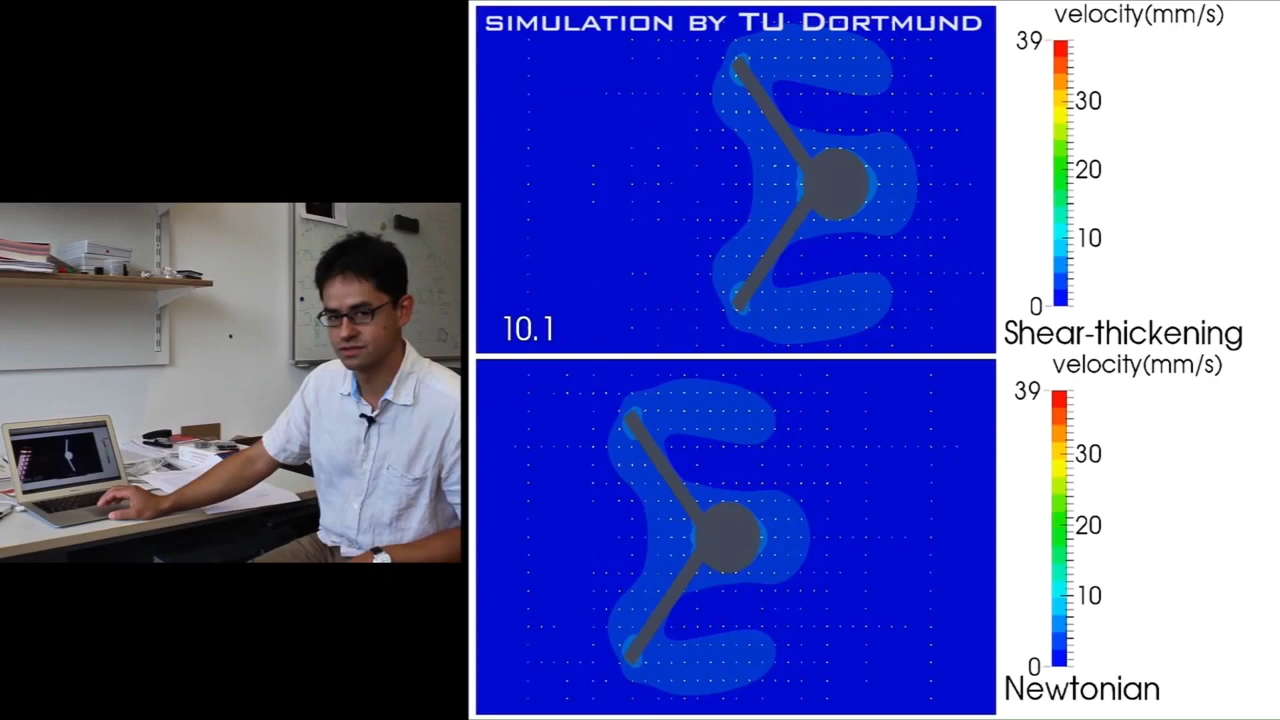 SIMULATION BY TU DORTMUND
velocity(mm/s)
39
30
20
10
0
10.1
Shear-thickening
velocity(mm/s)
39
30
20
10
0
Newtonian